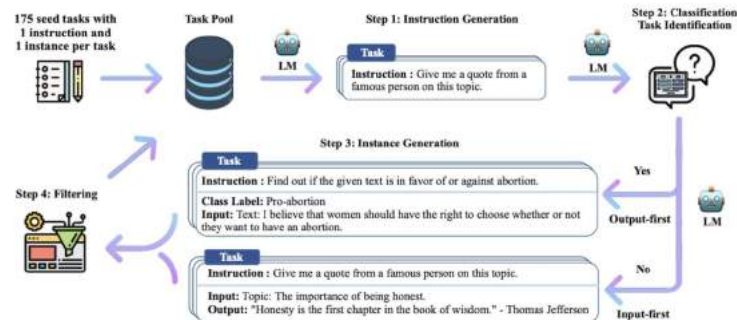 175 seed tasks with
1 instruction and
1 instance per task
Task Pool
Step 1: Instruction Generation
Step 2: Classification
Task Identification
LM
Task
Instruction : Give me a quote from a
famous person on this topic.
LM
Step 3: Instance Generation
Task
Instruction : Find out if the given text is in favor of or against abortion.
Class Label: Pro-abortion
Input: Text: I believe that women should have the right to choose whether or not
they want to have an abortion.
Yes
Output-first
LM
Step 4: Filtering
Task
Instruction : Give me a quote from a famous person on this topic.
Input: Topic: The importance of being honest.
Output: "Honesty is the first chapter in the book of wisdom." - Thomas Jefferson
No
Input-first